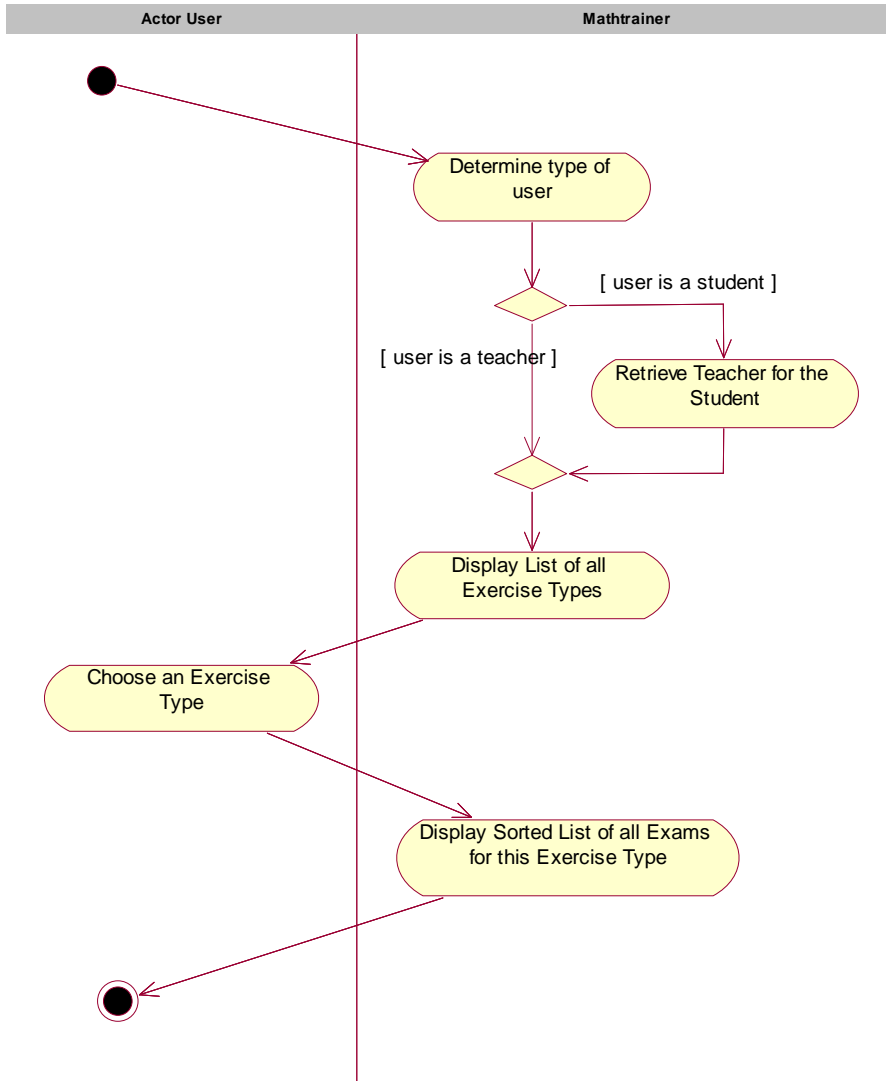 Actor User
Mathtrainer
Determine type of
user
[ user is a student ]
[ user is a teacher ]
Retrieve Teacher for the
Student
Display List of all
Exercise Types
Choose an Exercise
Type
Display Sorted List of all Exams
for this Exercise Type